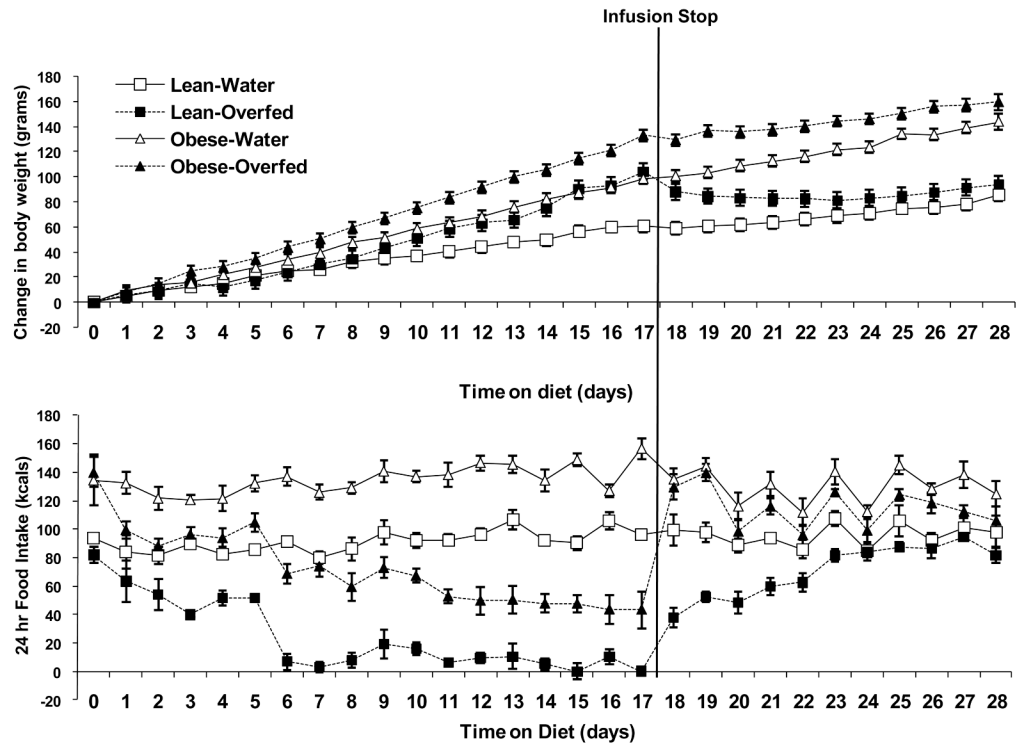 Infusion Stop
Change in body weight (grams)
180
160
140
120
100
80
60
40
20
0
-20
Lean-Water
Lean-Overfed
Obese-Water
Obese-Overfed
0 1 2 3 4 5 6 7 8 9 10 11 12 13 14 15 16 17 18 19 20 21 22 23 24 25 26 27 28
Time on diet (days)
24 hr Food Intake (kcals)
180
160
140
120
100
80
60
40
20
0
-20
0 1 2 3 4 5 6 7 8 9 10 11 12 13 14 15 16 17 18 19 20 21 22 23 24 25 26 27 28
Time on Diet (days)